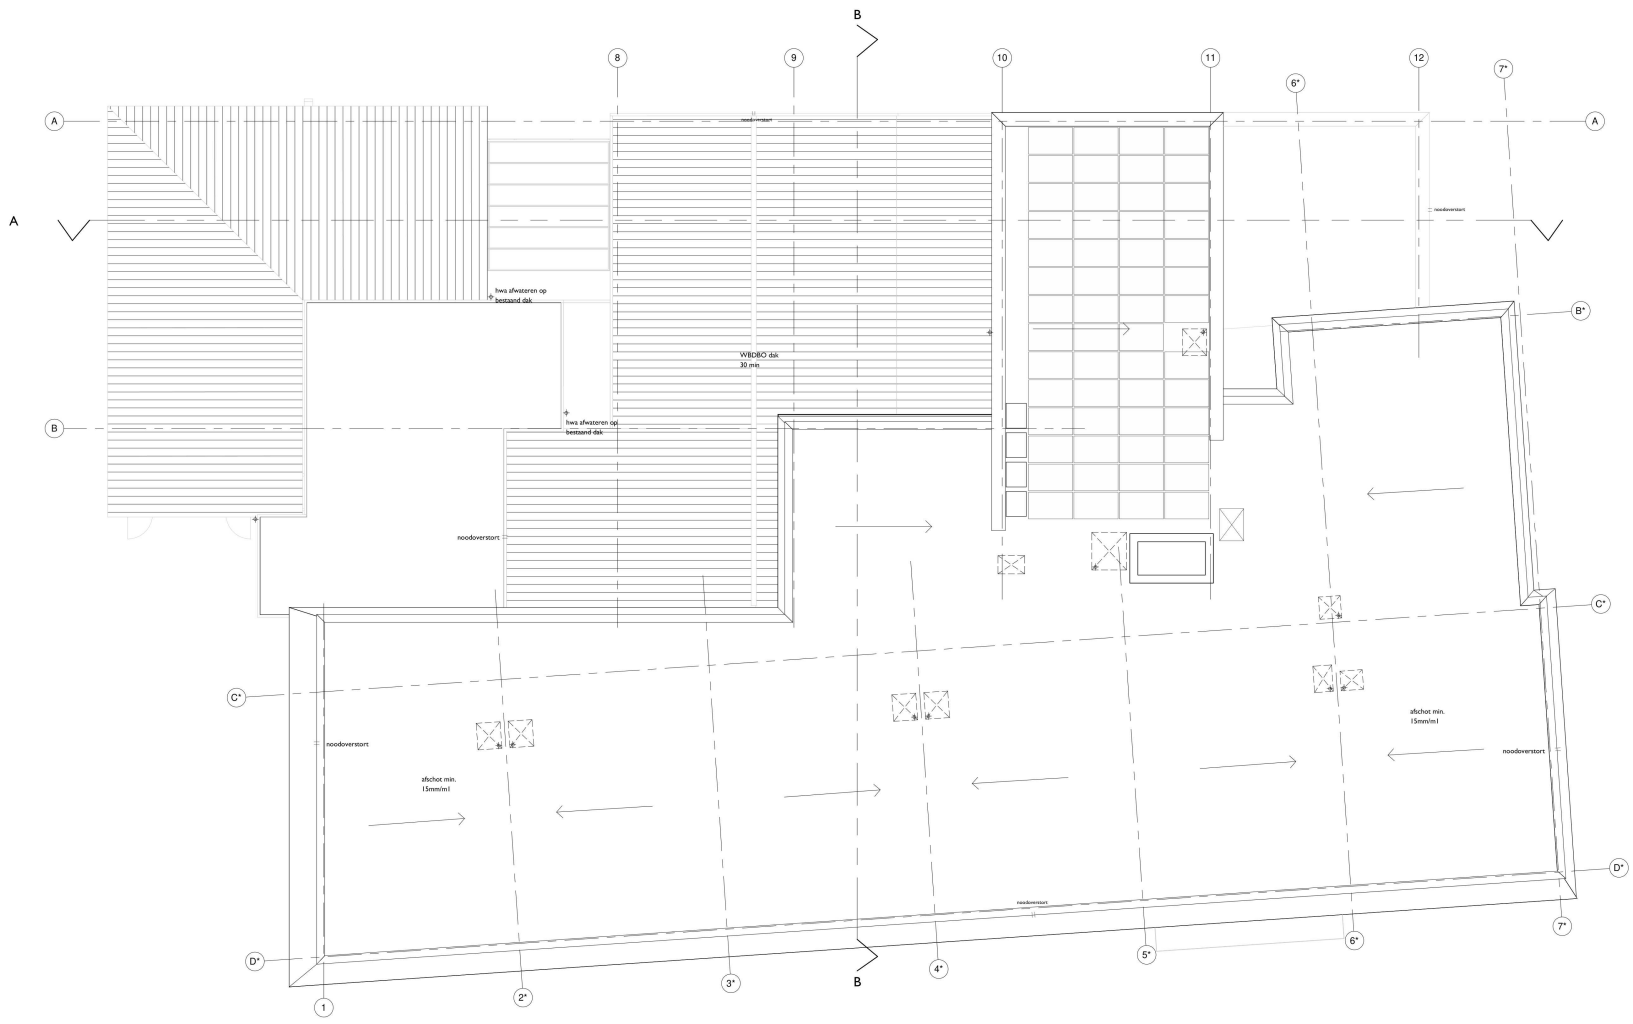 B
8
9
10
11
12
7*
6*
A
A
noodoverstort
noodoverstort
A
hwa afwateren op
bestaand dak
B*
WBDBO dak
30 min
hwa afwateren op
bestaand dak
B
noodoverstort
C*
C*
afschot min.
15mm/m1
noodoverstort
noodoverstort
afschot min.
15mm/m1
D*
noodoverstort
D*
7*
6*
5*
4*
B
3*
2*
1